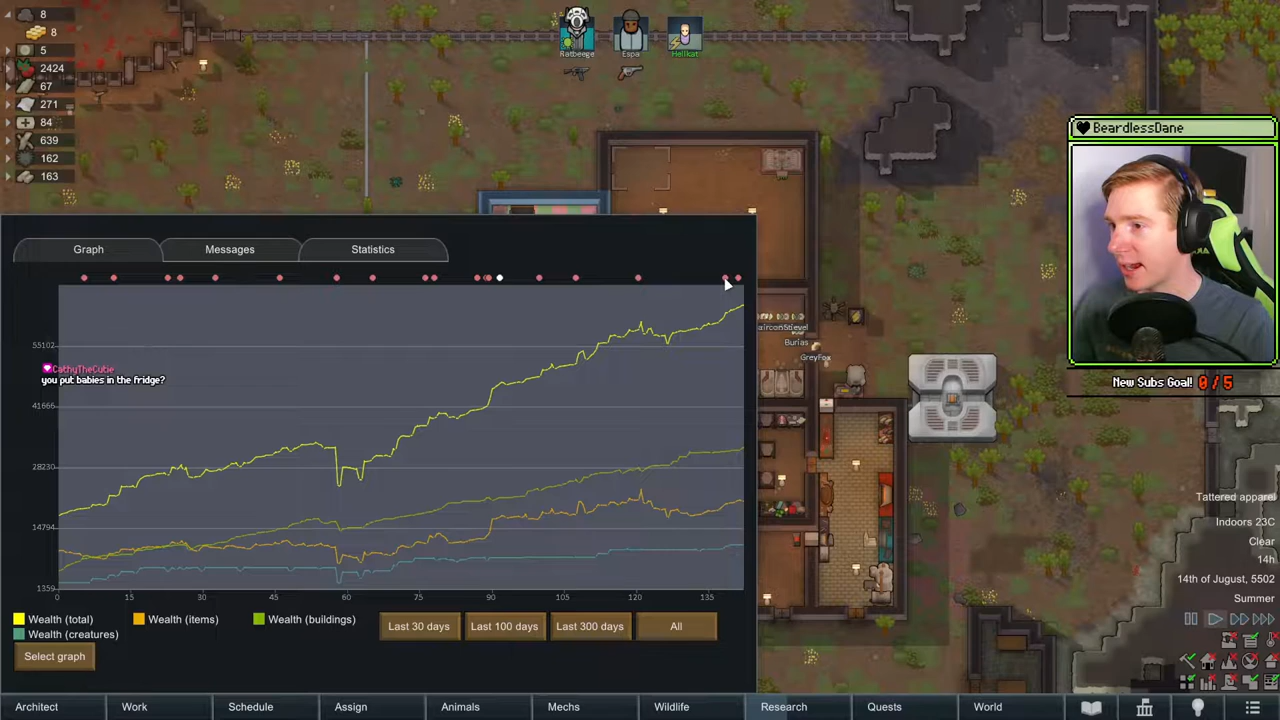 8
8
5
2424
67
271
84
639
162
163
Ratbeege
Espa
Hellkat
BeardlessDane
New Subs Goal! 0 / 5
Graph
Messages
Statistics
55102
41666
28230
14794
1359
CathyTheCutie
you put babies in the fridge?
0
15
30
45
60
75
90
105
120
135
Wealth (total)
Wealth (items)
Wealth (buildings)
Wealth (creatures)
Last 30 days
Last 100 days
Last 300 days
All
Select graph
Burias
GreyFox
Tattered apparel
Indoors 23C
Clear
14h
14th of Jugust, 5502
Summer
Architect
Work
Schedule
Assign
Animals
Mechs
Wildlife
Research
Quests
World